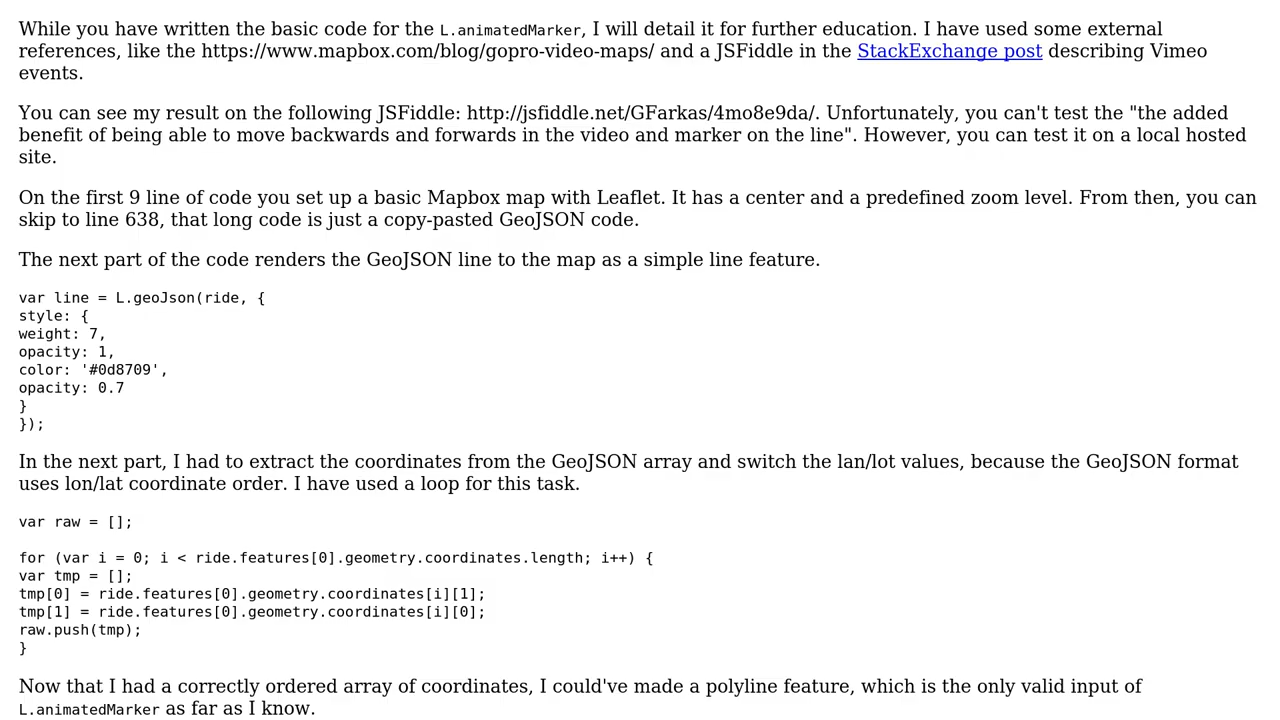 While you have written the basic code for the L.animatedMarker, I will detail it for further education. I have used some external
references, like the https://www.mapbox.com/blog/gopro-video-maps/ and a JSFiddle in the StackExchange post describing Vimeo
events.
You can see my result on the following JSFiddle: http://jsfiddle.net/GFarkas/4mo8e9da/. Unfortunately, you can't test the "the added
benefit of being able to move backwards and forwards in the video and marker on the line". However, you can test it on a local hosted
site.
On the first 9 line of code you set up a basic Mapbox map with Leaflet. It has a center and a predefined zoom level. From then, you can
skip to line 638, that long code is just a copy-pasted GeoJSON code.
The next part of the code renders the GeoJSON line to the map as a simple line feature.
var line = L.geoJson(ride, {
style: {
weight: 7,
opacity: 1,
color: '#0d8709',
opacity: 0.7
}
});
In the next part, I had to extract the coordinates from the GeoJSON array and switch the lan/lot values, because the GeoJSON format
uses lon/lat coordinate order. I have used a loop for this task.
var raw = [];
for (var i = 0; i < ride.features[0].geometry.coordinates.length; i++) {
var tmp = [];
tmp[0] = ride.features[0].geometry.coordinates[i][1];
tmp[1] = ride.features[0].geometry.coordinates[i][0];
raw.push(tmp);
}
Now that I had a correctly ordered array of coordinates, I could've made a polyline feature, which is the only valid input of
L.animatedMarker as far as I know.